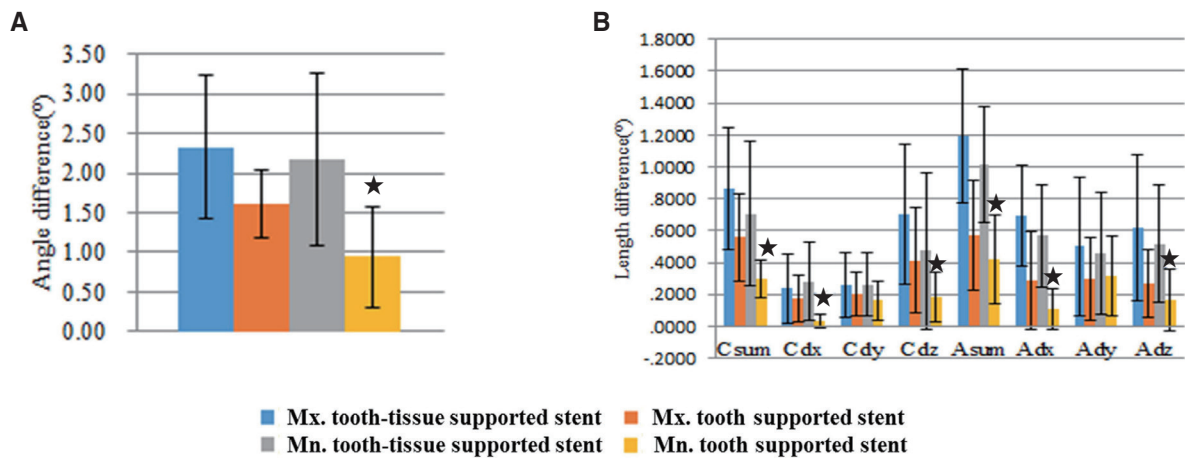 A
Angle difference(º)
3.50
3.00
2.50
2.00
1.50
1.00
0.50
0.00
B
Length difference(º)
1.8000
1.6000
1.4000
1.2000
1.0000
.8000
.6000
.4000
.2000
.0000
-.2000
Csum Cdx Cdy Cdz Asum Adx Ady Adz
Mx. tooth-tissue supported stent Mx. tooth supported stent
Mn. tooth-tissue supported stent Mn. tooth supported stent